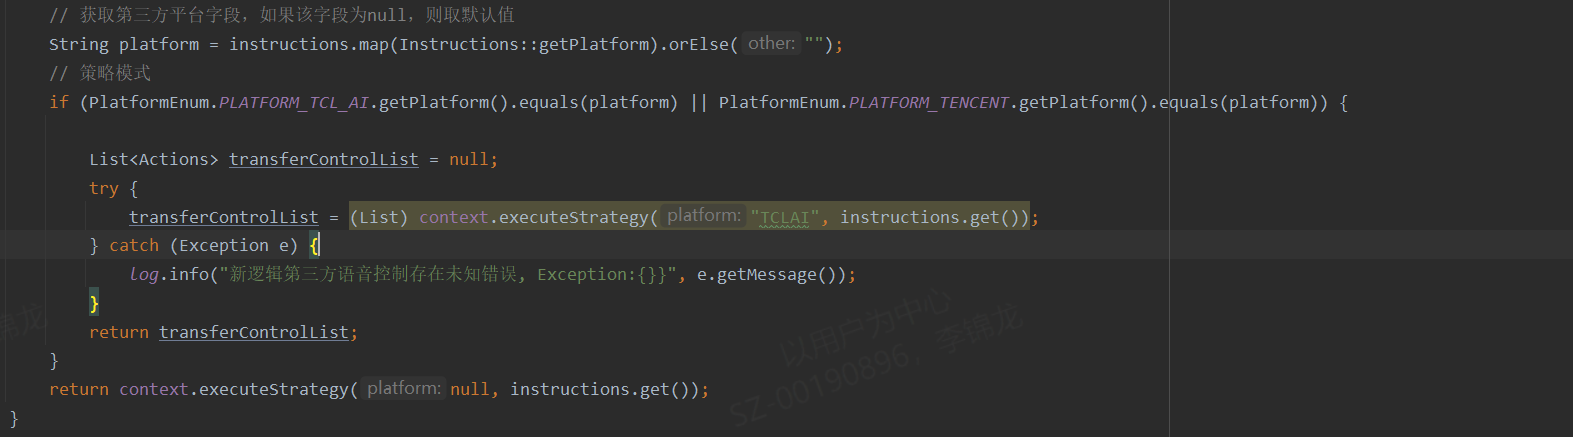 // 获取第三方平台字段，如果该字段为null，则取默认值
String platform = instructions.map(Instructions::getPlatform).orElse( other: "");
// 策略模式
if (PlatformEnum.PLATFORM_TCL_AI.getPlatform().equals(platform) || PlatformEnum.PLATFORM_TENCENT.getPlatform().equals(platform)) {
List<Actions> transferControlList = null;
try {
transferControlList = (List) context.executeStrategy( platform: "TCLAI", instructions.get());
} catch (Exception e) {
log.info("新逻辑第三方语音控制存在未知错误, Exception:{}}", e.getMessage());
}
return transferControlList;
}
return context.executeStrategy( platform: null, instructions.get());
}
以用户为中心
SZ-00190896, 李锦龙
锦龙